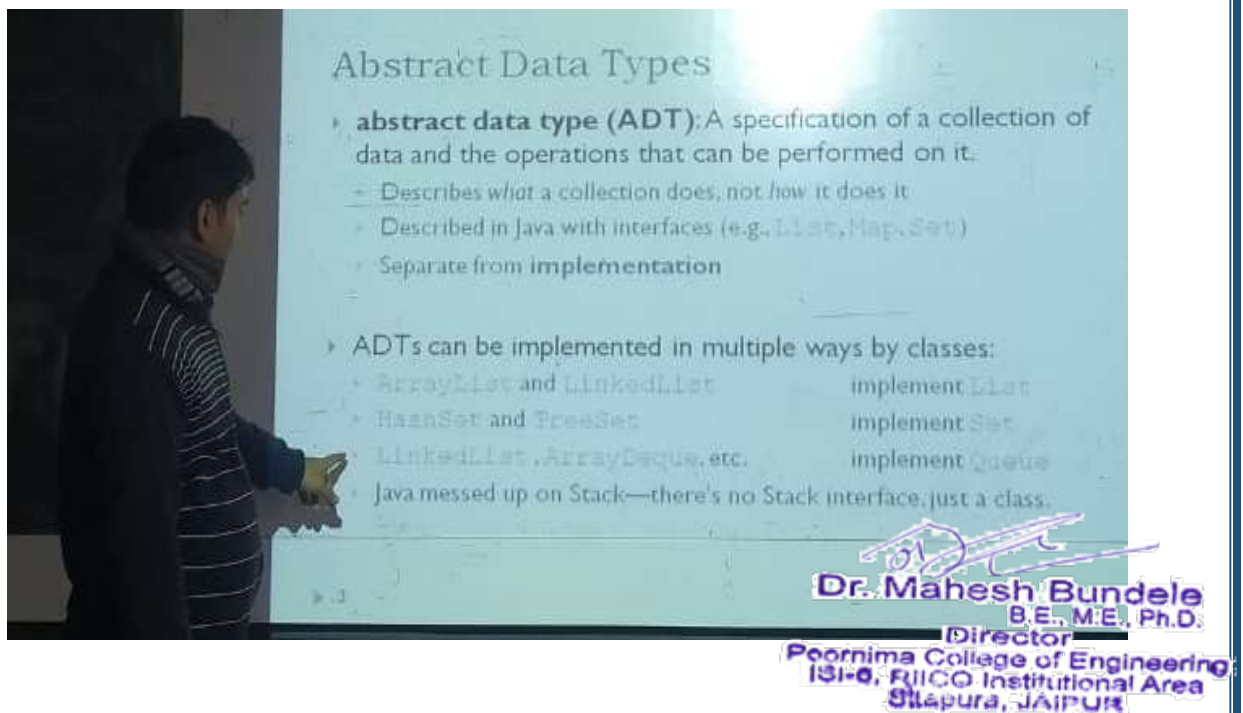 Abstract Data Types
abstract data type (ADT): A specification of a collection of
data and the operations that can be performed on it.
Describes what a collection does, not how it does it
Described in Java with interfaces (e.g., List, Map, Set)
Separate from implementation
ADTs can be implemented in multiple ways by classes:
ArrayList and LinkedList implement List
HashSet and TreeSet implement Set
LinkedList, ArrayDeque, etc. implement Queue
Java messed up on Stack—there's no Stack interface, just a class.
3
Dr. Mahesh Bundele
B.E., M.E., Ph.D.
Director
Poornima College of Engineering
ISI-6, RIICO Institutional Area
Sitapura, JAIPUR